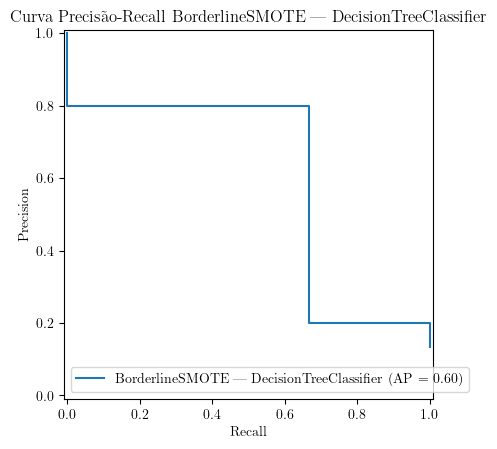 Curva Precisão-Recall BorderlineSMOTE — DecisionTreeClassifier
1.0
0.8
0.6
0.4
0.2
0.0
Precision
BorderlineSMOTE — DecisionTreeClassifier (AP = 0.60)
0.0 0.2 0.4 0.6 0.8 1.0
Recall